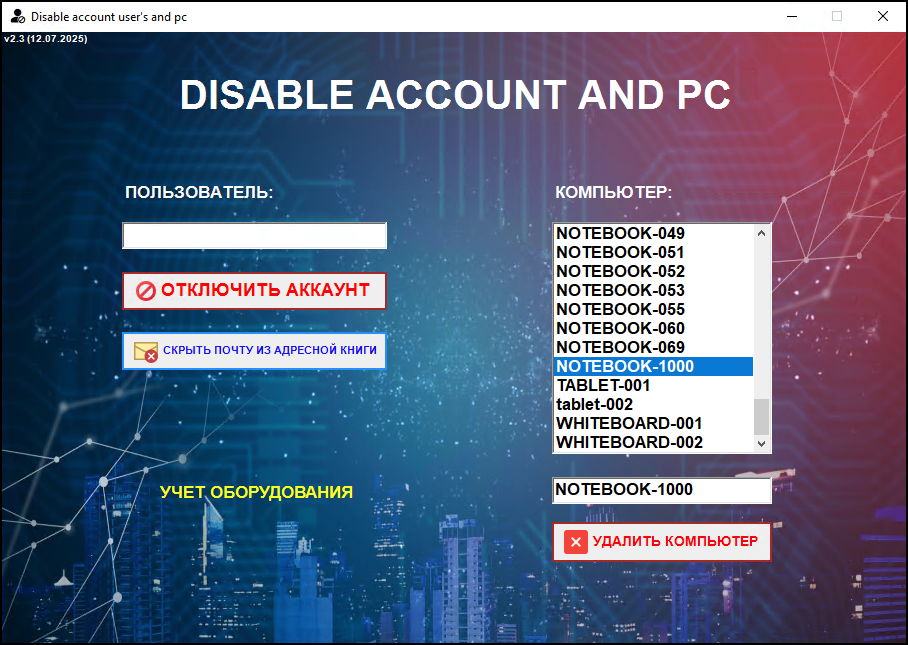 Disable account user's and pc
v2.3 (12.07.2025)
DISABLE ACCOUNT AND PC
ПОЛЬЗОВАТЕЛЬ:
ОТКЛЮЧИТЬ АККАУНТ
СКРЫТЬ ПОЧТУ ИЗ АДРЕСНОЙ КНИГИ
УЧЕТ ОБОРУДОВАНИЯ
КОМПЬЮТЕР:
NOTEBOOK-049
NOTEBOOK-051
NOTEBOOK-052
NOTEBOOK-053
NOTEBOOK-055
NOTEBOOK-060
NOTEBOOK-069
NOTEBOOK-1000
TABLET-001
tablet-002
WHITEBOARD-001
WHITEBOARD-002
NOTEBOOK-1000
УДАЛИТЬ КОМПЬЮТЕР